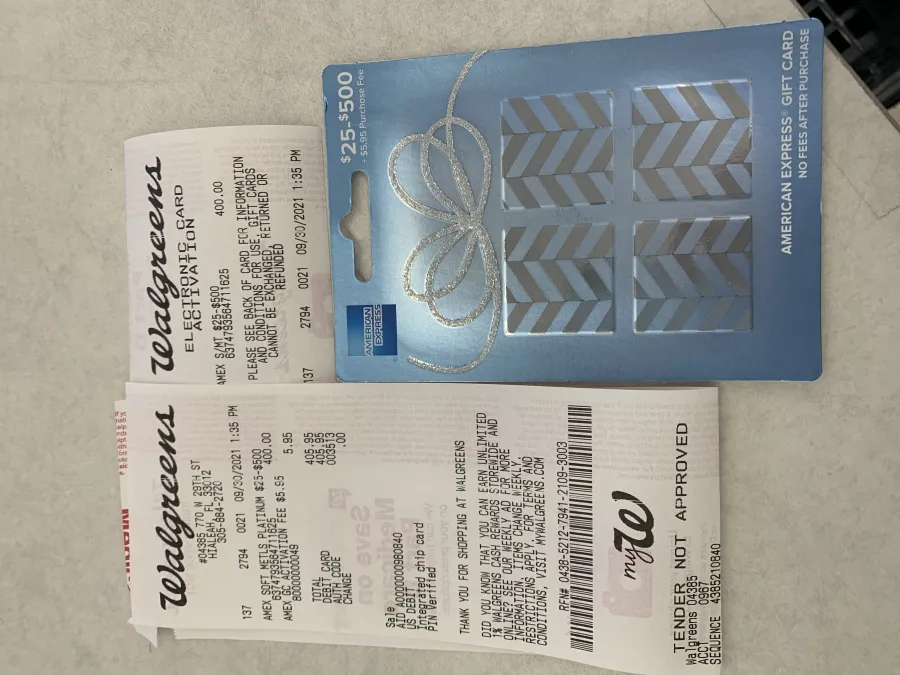 Walgreens
ELECTRONIC CARD
ACTIVATION
AMEX S/MT $25-$500
6374793564711625 400.00
PLEASE SEE BACK OF CARD FOR INFORMATION
AND CONDITIONS FOR USE. GIFT CARDS
CANNOT BE EXCHANGED, RETURNED OR
REFUNDED
137 2794 0021 09/30/2021 1:35 PM
$25-$500
+ $5.95 Purchase Fee
AMERICAN
EXPRESS
AMERICAN EXPRESS® GIFT CARD
NO FEES AFTER PURCHASE
Walgreens
#04385 770 W 29TH ST
HIALEAH, FL 33012
305-884-2720
137 2794 0021 09/30/2021 1:35 PM
AMEX SOFT METLS PLATINUM $25-$500
6374793564711625 400.00
AMEX GC ACTIVATION FEE $5.95
80000000049 5.95
TOTAL 405.95
DEBIT CARD 405.95
AUTH CODE 003513
CHANGE .00
Sale
AID A0000000980840
US DEBIT
Integrated chip card
PIN Verified
THANK YOU FOR SHOPPING AT WALGREENS
DID YOU KNOW THAT YOU CAN EARN UNLIMITED
1% WALGREENS CASH REWARDS STOREWIDE AND
ONLINE? SEE OUR WEEKLY AD FOR MORE
INFORMATION. ITEMS CHANGE WEEKLY.
RESTRICTIONS APPLY. FOR TERMS AND
CONDITIONS, VISIT MYWALGREENS.COM
RFN# 0438-5212-7941-2109-3003
myW
TENDER NOT APPROVED
Walgreens 04385
ACCT 0967
SEQUENCE 4385210840